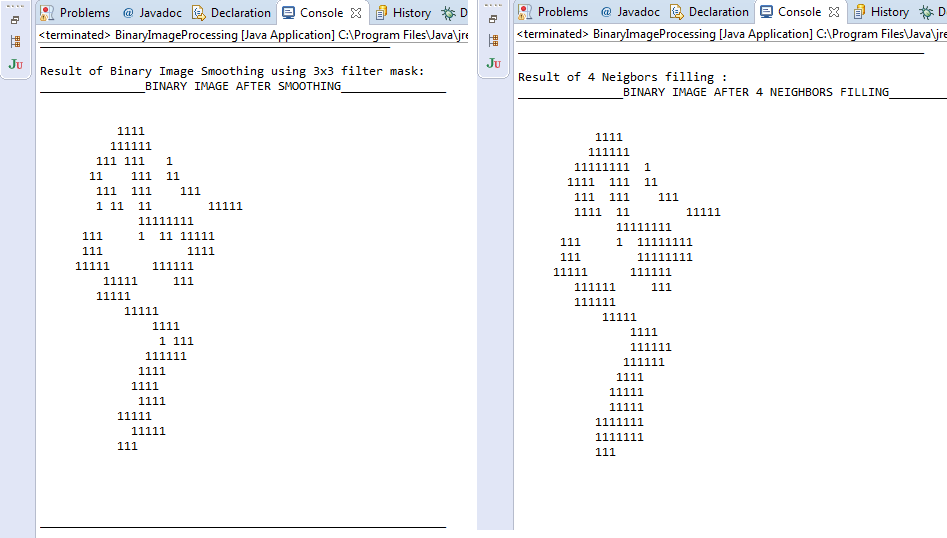 Problems @ Javadoc Declaration Console History D
<terminated> BinaryImageProcessing [Java Application] C:\Program Files\Java\jre
Result of Binary Image Smoothing using 3x3 filter mask:
_______________BINARY IMAGE AFTER SMOOTHING_______________
           1111
          111111
        111 111   1
       11    111  11
        111  111    111
        1 11  11        11111
              11111111
      111     1  11 11111
      111            1111
     11111      111111
         11111     111
        11111
            11111
                1111
                 1 111
               111111
              1111
             1111
              1111
           11111
             11111
           111
JU
Problems @ Javadoc Declaration Console History D
<terminated> BinaryImageProcessing [Java Application] C:\Program Files\Java\jre
Result of 4 Neigbors filling :
_______________BINARY IMAGE AFTER 4 NEIGHBORS FILLING________
           1111
          111111
        11111111  1
       1111  111  11
        111  111    111
        1111  11        11111
              11111111
      111     1  11111111
      111        11111111
     11111      111111
        111111     111
        111111
            11111
                1111
                111111
               111111
              1111
             11111
             11111
           1111111
           1111111
           111
JU